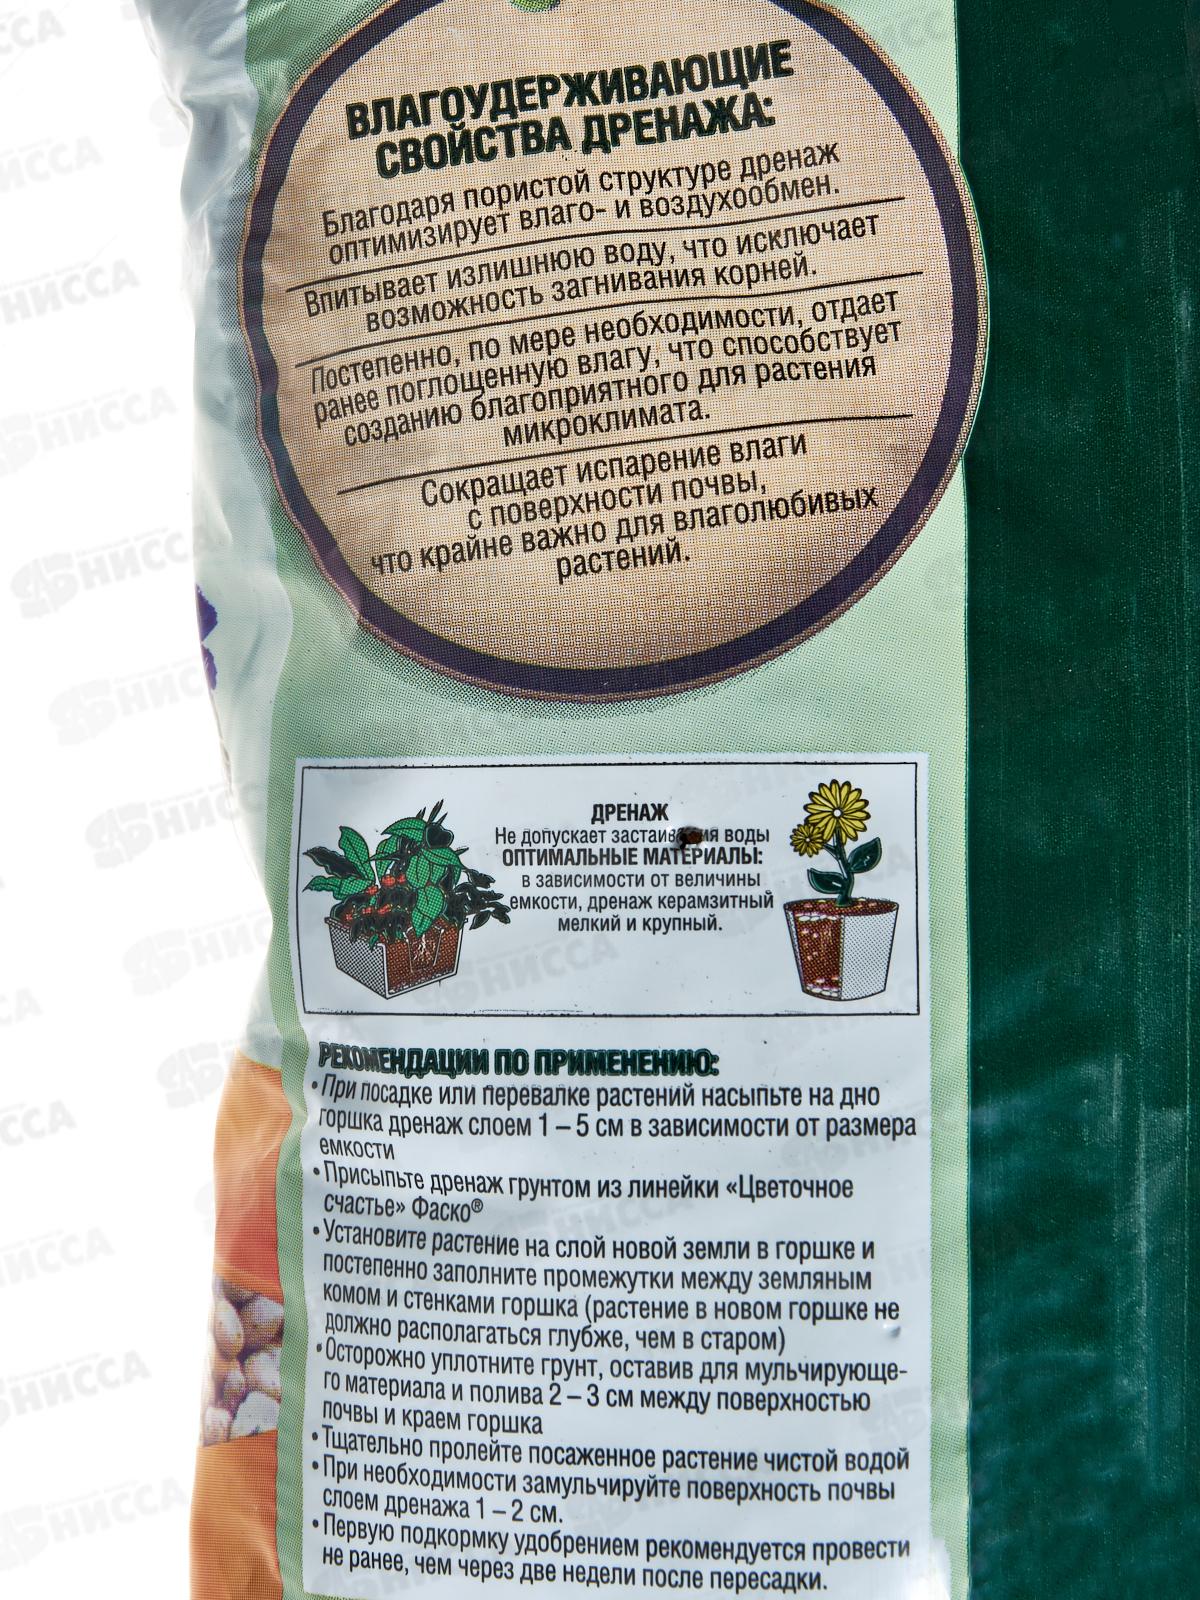 ВЛАГОУДЕРЖИВАЮЩИЕ
СВОЙСТВА ДРЕНАЖА:
Благодаря пористой структуре дренаж
оптимизирует влаго- и воздухообмен.
Впитывает излишнюю воду, что исключает
возможность загнивания корней.
Постепенно, по мере необходимости, отдает
ранее поглощенную влагу, что способствует
созданию благоприятного для растения
микроклимата.
Сокращает испарение влаги
с поверхности почвы,
что крайне важно для влаголюбивых
растений.
ДРЕНАЖ
Не допускает застаивания воды
ОПТИМАЛЬНЫЕ МАТЕРИАЛЫ:
в зависимости от величины
емкости, дренаж керамзитный
мелкий и крупный.
РЕКОМЕНДАЦИИ ПО ПРИМЕНЕНИЮ:
• При посадке или перевалке растений насыпьте на дно
горшка дренаж слоем 1 – 5 см в зависимости от размера
емкости
• Присыпьте дренаж грунтом из линейки «Цветочное
счастье» Фаско®
• Установите растение на слой новой земли в горшке и
постепенно заполните промежутки между земляным
комом и стенками горшка (растение в новом горшке не
должно располагаться глубже, чем в старом)
• Осторожно уплотните грунт, оставив для мульчирующе-
го материала и полива 2 – 3 см между поверхностью
почвы и краем горшка
• Тщательно пролейте посаженное растение чистой водой
• При необходимости замульчируйте поверхность почвы
слоем дренажа 1 – 2 см.
• Первую подкормку удобрением рекомендуется провести
не ранее, чем через две недели после пересадки.